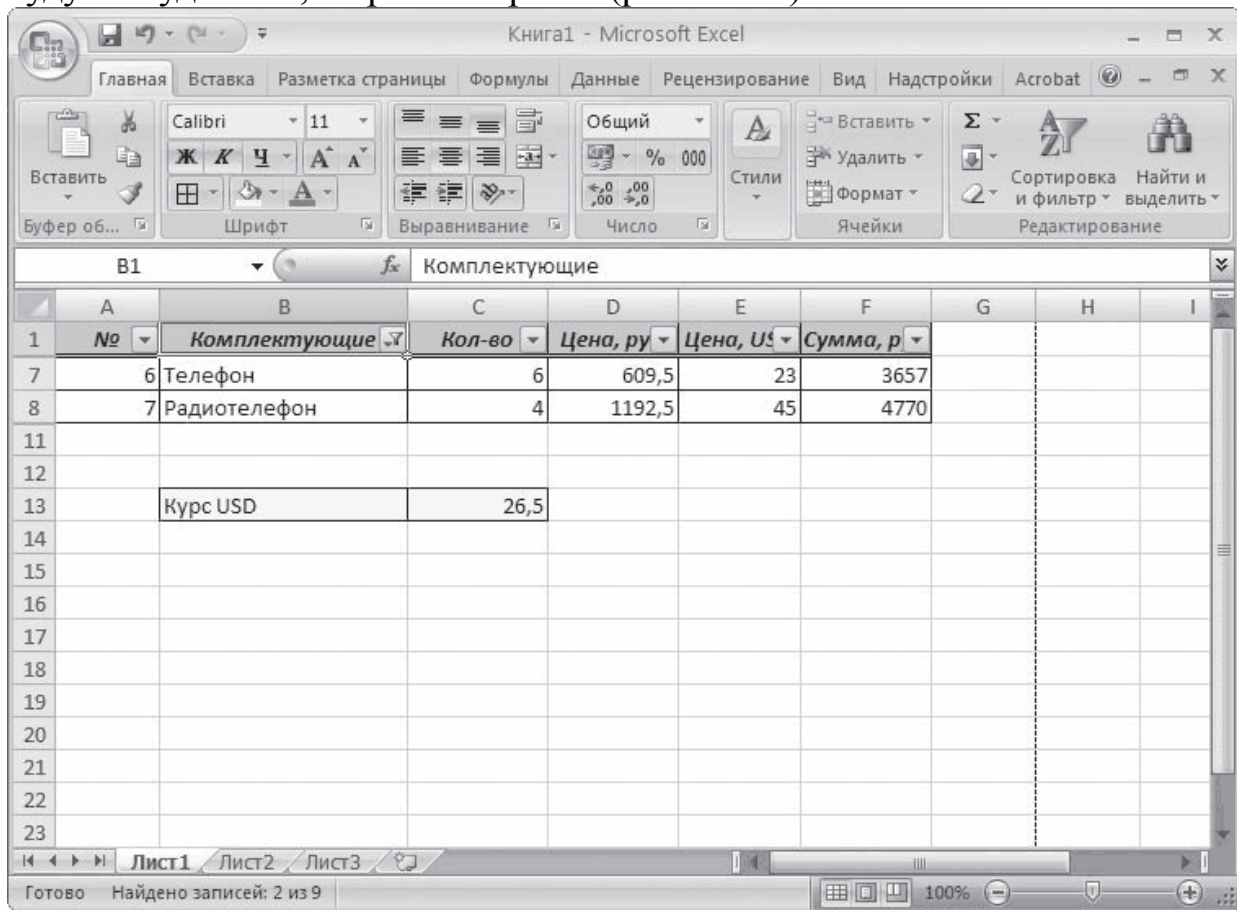 Книга1 - Microsoft Excel
Главная Вставка Разметка страницы Формулы Данные Рецензирование Вид Надстройки Acrobat
Calibri 11 Общий Σ
Ж К Ч А А % 000
Вставить Стили
Вставить
Удалить
Формат
Сортировка и фильтр
Найти и выделить
Буфер об... Шрифт Выравнивание Число Ячейки Редактирование
B1 fx Комплектующие
A B C D E F G H I
1 № Комплектующие Кол-во Цена, ру Цена, US Сумма, р
7 6 Телефон 6 609,5 23 3657
8 7 Радиотелефон 4 1192,5 45 4770
11
12
13 Курс USD 26,5
14
15
16
17
18
19
20
21
22
23
Лист1 Лист2 Лист3
Готово Найдено записей: 2 из 9 100%